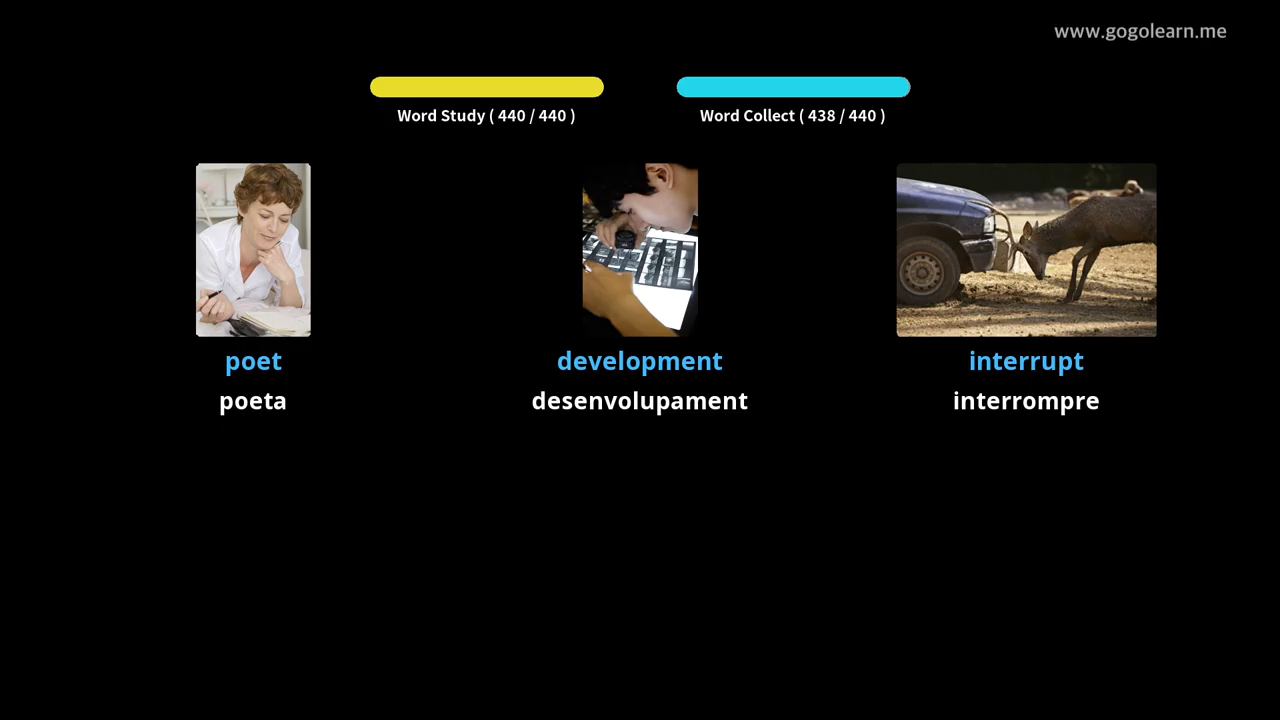 www.gogolearn.me
Word Study ( 440 / 440 )
Word Collect ( 438 / 440 )
poet
poeta
development
desenvolupament
interrupt
interrompre